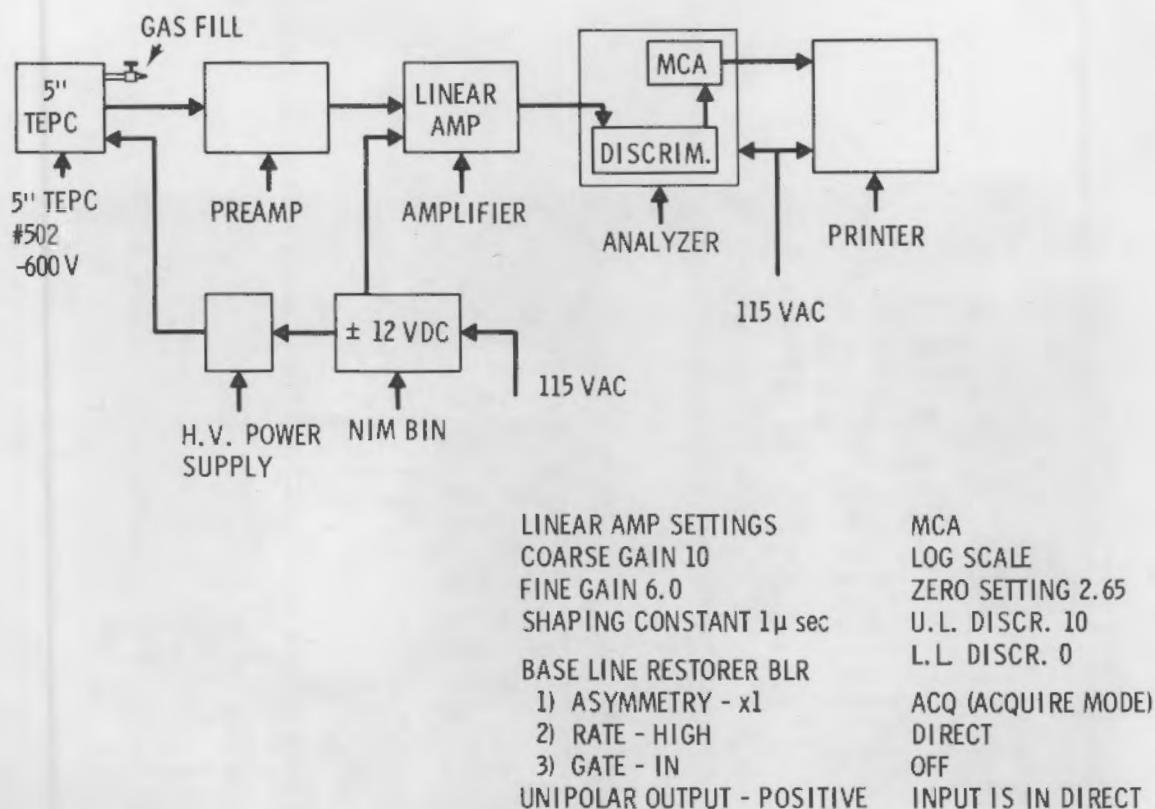 GAS FILL
5"
TEPC
LINEAR
AMP
MCA
DISCRIM.
5" TEPC
#502
-600 V
PREAMP
AMPLIFIER
ANALYZER
PRINTER
115 VAC
± 12 VDC
115 VAC
H.V. POWER
SUPPLY
NIM BIN
LINEAR AMP SETTINGS
COARSE GAIN 10
FINE GAIN 6.0
SHAPING CONSTANT 1μ sec
BASE LINE RESTORER BLR
1) ASYMMETRY - x1
2) RATE - HIGH
3) GATE - IN
UNIPOLAR OUTPUT - POSITIVE
MCA
LOG SCALE
ZERO SETTING 2.65
U.L. DISCR. 10
L.L. DISCR. 0
ACQ (ACQUIRE MODE)
DIRECT
OFF
INPUT IS IN DIRECT